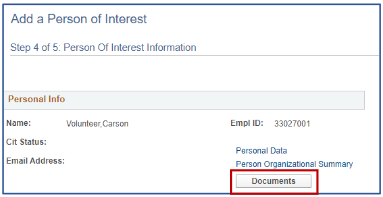 Add a Person of Interest
Step 4 of 5: Person Of Interest Information
Personal Info
Name: Volunteer,Carson Empl ID: 33027001
Cit Status:
Personal Data
Email Address:
Person Organizational Summary
Documents